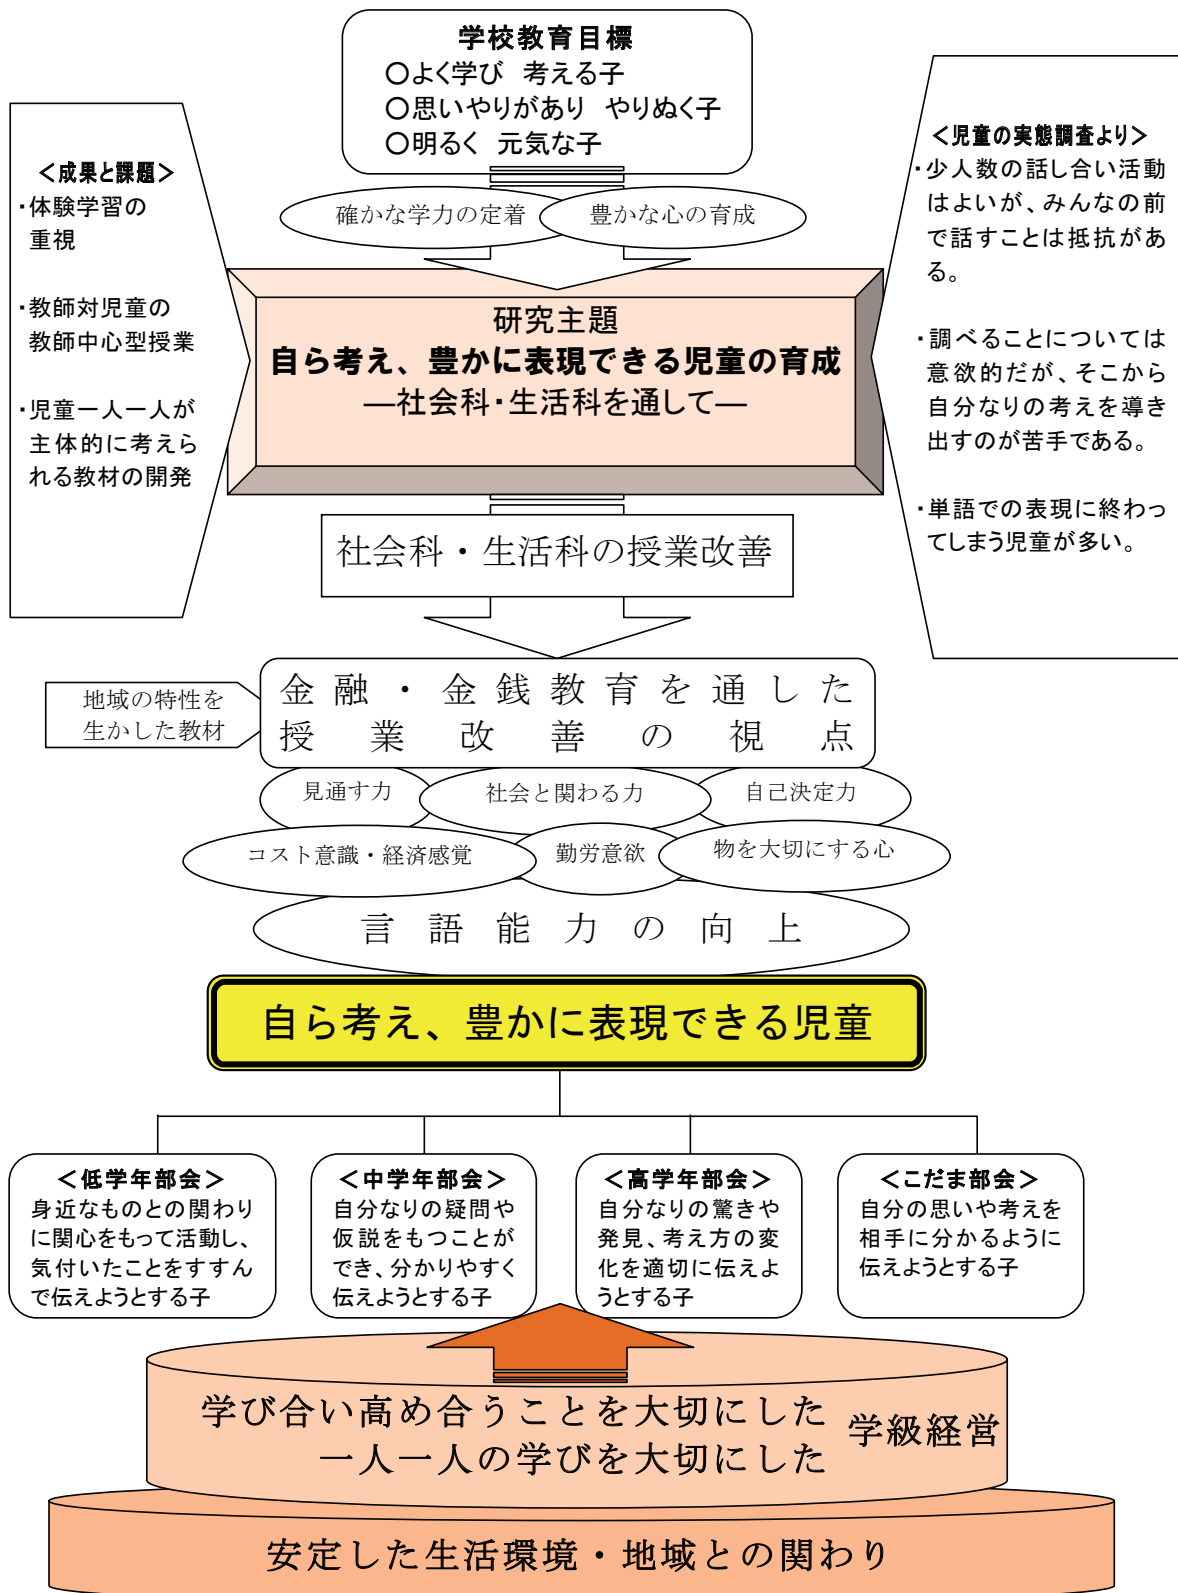 学校教育目標
○よく学び 考える子
○思いやりがあり やりぬく子
○明るく 元気な子
確かな学力の定着
豊かな心の育成
＜成果と課題＞
・体験学習の
重視
・教師対児童の
教師中心型授業
・児童一人一人が
主体的に考えら
れる教材の開発
研究主題
自ら考え、豊かに表現できる児童の育成
―社会科・生活科を通して―
＜児童の実態調査より＞
・少人数の話し合い活動
はよいが、みんなの前
で話すことは抵抗があ
る。
・調べることについては
意欲的だが、そこから
自分なりの考えを導き
出すのが苦手である。
・単語での表現に終わっ
てしまう児童が多い。
社会科・生活科の授業改善
地域の特性を
生かした教材
金融・金銭教育を通した
授業改善の視点
見通す力
社会と関わる力
自己決定力
コスト意識・経済感覚
勤労意欲
物を大切にする心
言語能力の向上
自ら考え、豊かに表現できる児童
＜低学年部会＞
身近なものとの関わり
に関心をもって活動し、
気付いたことをすすん
で伝えようとする子
＜中学年部会＞
自分なりの疑問や
仮説をもつことが
でき、分かりやすく
伝えようとする子
＜高学年部会＞
自分なりの驚きや
発見、考え方の変
化を適切に伝えよ
うとする子
＜こだま部会＞
自分の思いや考えを
相手に分かるように
伝えようとする子
学び合い高め合うことを大切にした
一人一人の学びを大切にした
学級経営
安定した生活環境・地域との関わり